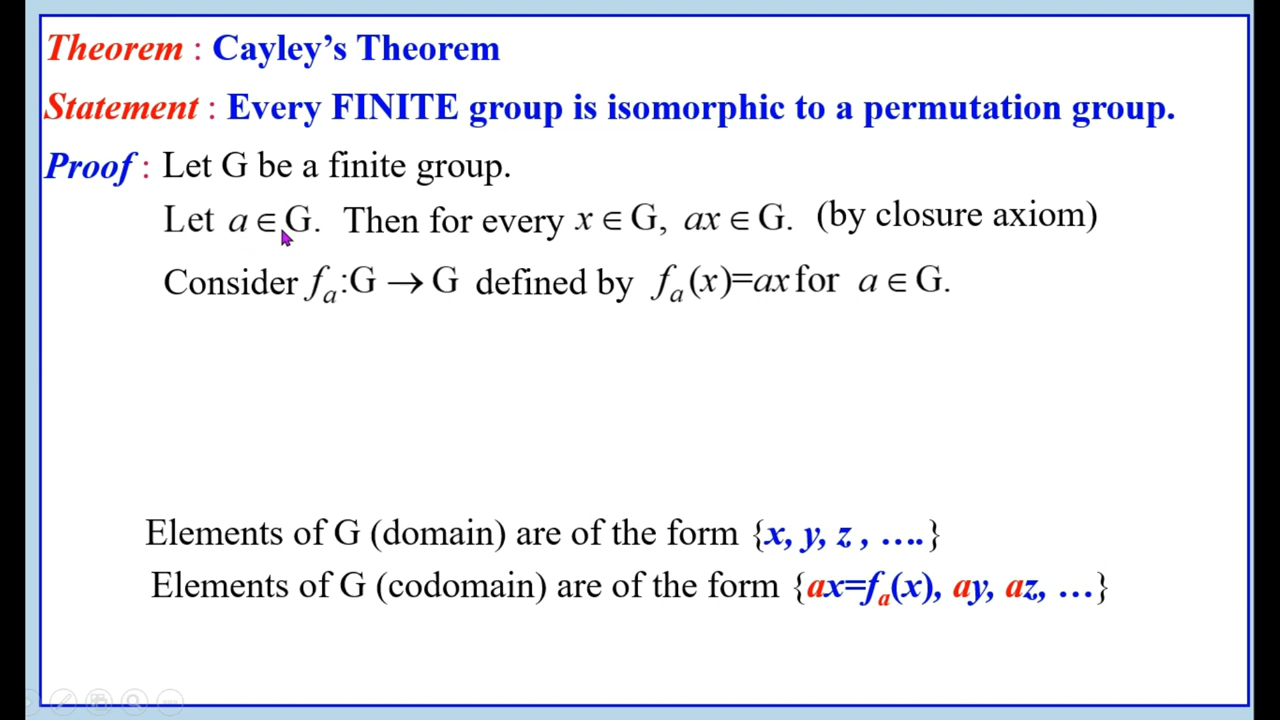 Theorem : Cayley’s Theorem
Statement : Every FINITE group is isomorphic to a permutation group.
Proof : Let G be a finite group.
Let a ∈ G. Then for every x ∈ G, ax ∈ G. (by closure axiom)
Consider fₐ:G → G defined by fₐ(x)=ax for a ∈ G.
Elements of G (domain) are of the form {x, y, z , ….}
Elements of G (codomain) are of the form {ax=fₐ(x), ay, az, …}